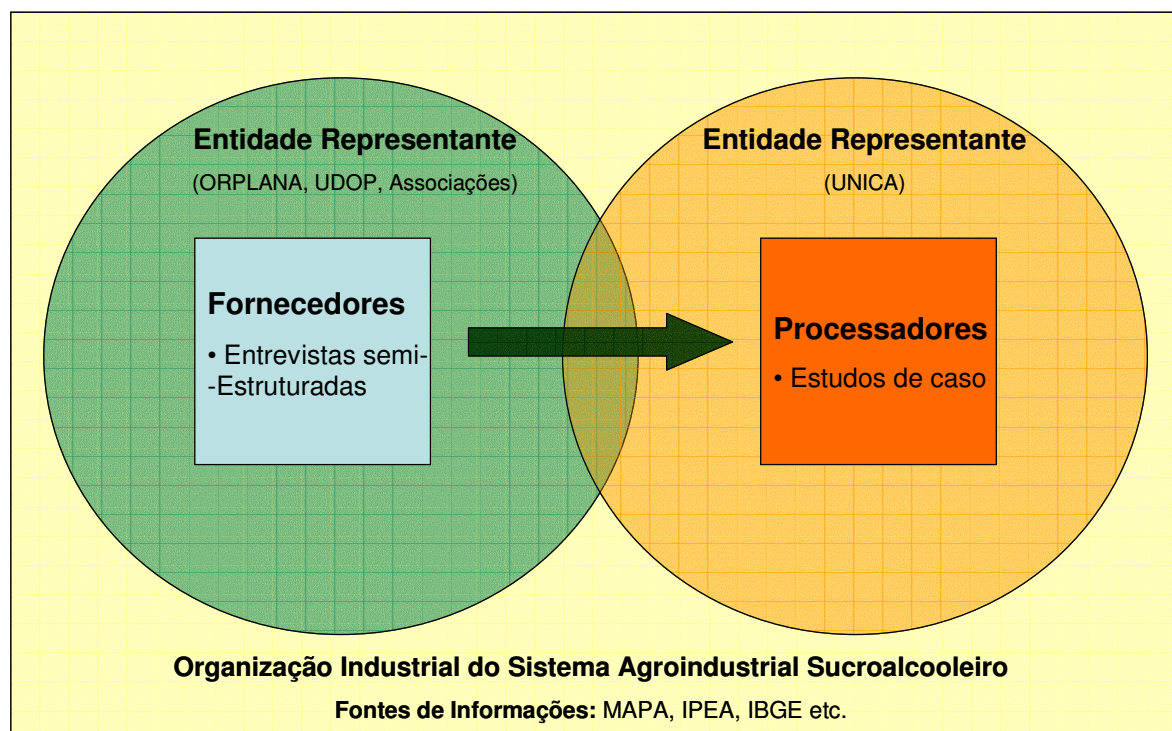 Entidade Representante
(ORPLANA, UDOP, Associações)
Fornecedores
• Entrevistas semi-
-Estruturadas
Entidade Representante
(UNICA)
Processadores
• Estudos de caso
Organização Industrial do Sistema Agroindustrial Sucroalcooleiro
Fontes de Informações: MAPA, IPEA, IBGE etc.